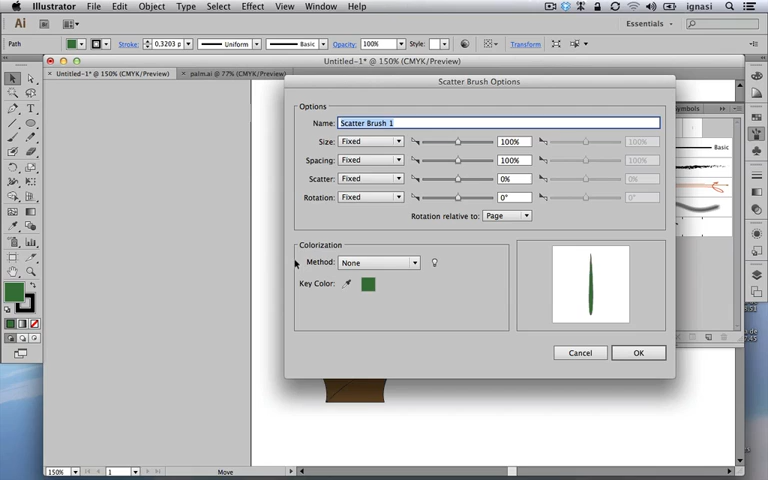 Illustrator File Edit Object Type Select Effect View Window Help ignasi
Ai Br Essentials
Path Stroke: 0,3203 p Uniform Basic Opacity: 100% Style: Transform
Untitled-1* @ 150% (CMYK/Preview)
Untitled-1* @ 150% (CMYK/Preview) palm.ai @ 77% (CMYK/Preview)
Scatter Brush Options
Options
Name: Scatter Brush 1
Size: Fixed 100% 100%
Spacing: Fixed 100% 100%
Scatter: Fixed 0% 0%
Rotation: Fixed 0° 0°
Rotation relative to: Page
Colorization
Method: None
Key Color:
Cancel OK
Symbols
Basic
150% 1 Move